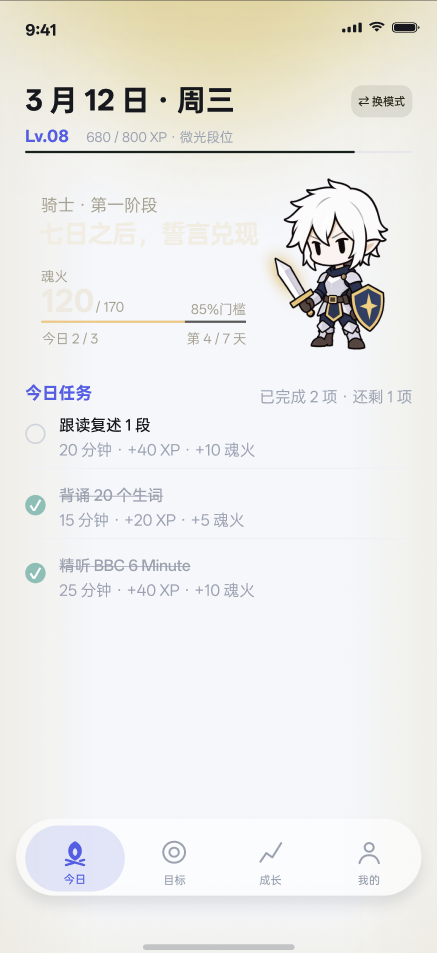 9:41
3 月 12 日 · 周三
换模式
Lv.08 680 / 800 XP · 微光段位
骑士 · 第一阶段
七日之后，誓言兑现
魂火
120 / 170 85%门槛
今日 2 / 3 第 4 / 7 天
今日任务 已完成 2 项 · 还剩 1 项
跟读复述 1 段
20 分钟 · +40 XP · +10 魂火
背诵 20 个生词
15 分钟 · +20 XP · +5 魂火
精听 BBC 6 Minute
25 分钟 · +40 XP · +10 魂火
今日 目标 成长 我的